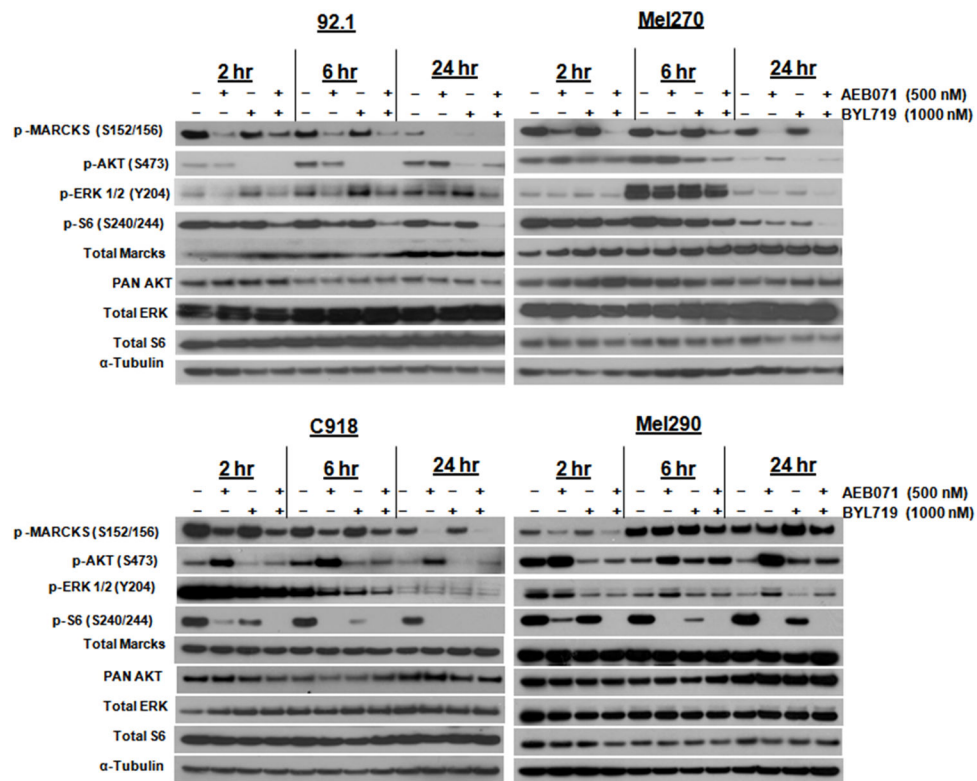 92.1
2 hr 6 hr 24 hr
– + – + – + – + – + – +
– – + + – – + + – – + +
Mel270
2 hr 6 hr 24 hr
– + – + – + – + – + – + AEB071 (500 nM)
– – + + – – + + – – + + BYL719 (1000 nM)
p-MARCKS (S152/156)
p-AKT (S473)
p-ERK 1/2 (Y204)
p-S6 (S240/244)
Total Marcks
PAN AKT
Total ERK
Total S6
α-Tubulin
C918
2 hr 6 hr 24 hr
– + – + – + – + – + – +
– – + + – – + + – – + +
Mel290
2 hr 6 hr 24 hr
– + – + – + – + – + – + AEB071 (500 nM)
– – + + – – + + – – + + BYL719 (1000 nM)
p-MARCKS (S152/156)
p-AKT (S473)
p-ERK 1/2 (Y204)
p-S6 (S240/244)
Total Marcks
PAN AKT
Total ERK
Total S6
α-Tubulin